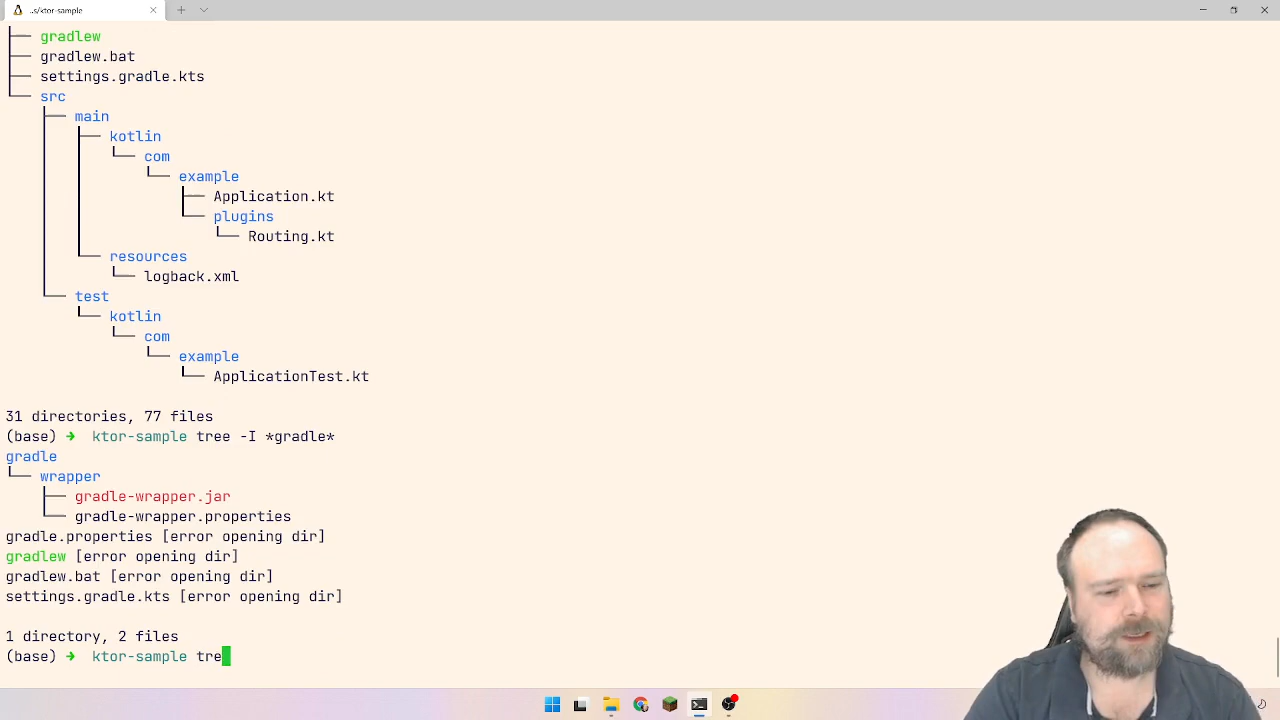 ../ktor-sample
gradlew
gradlew.bat
settings.gradle.kts
src
main
kotlin
com
example
Application.kt
plugins
Routing.kt
resources
logback.xml
test
kotlin
com
example
ApplicationTest.kt
31 directories, 77 files
(base) ➜ ktor-sample tree -I *gradle*
gradle
wrapper
gradle-wrapper.jar
gradle-wrapper.properties
gradle.properties [error opening dir]
gradlew [error opening dir]
gradlew.bat [error opening dir]
settings.gradle.kts [error opening dir]
1 directory, 2 files
(base) ➜ ktor-sample tre